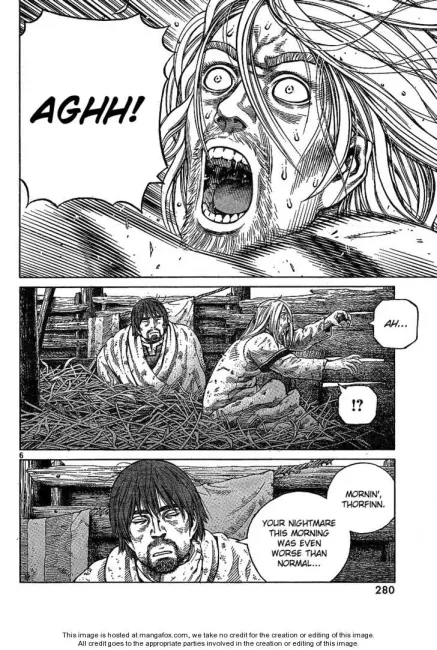 AGHH!
AH...
!?
6
MORNIN',
THORFINN.
YOUR NIGHTMARE
THIS MORNING
WAS EVEN
WORSE THAN
NORMAL...
280
This image is hosted at mangafox.com, we take no credit for the creation or editing of this image.
All credit goes to the appropriate parties involved in the creation or editing of this image.